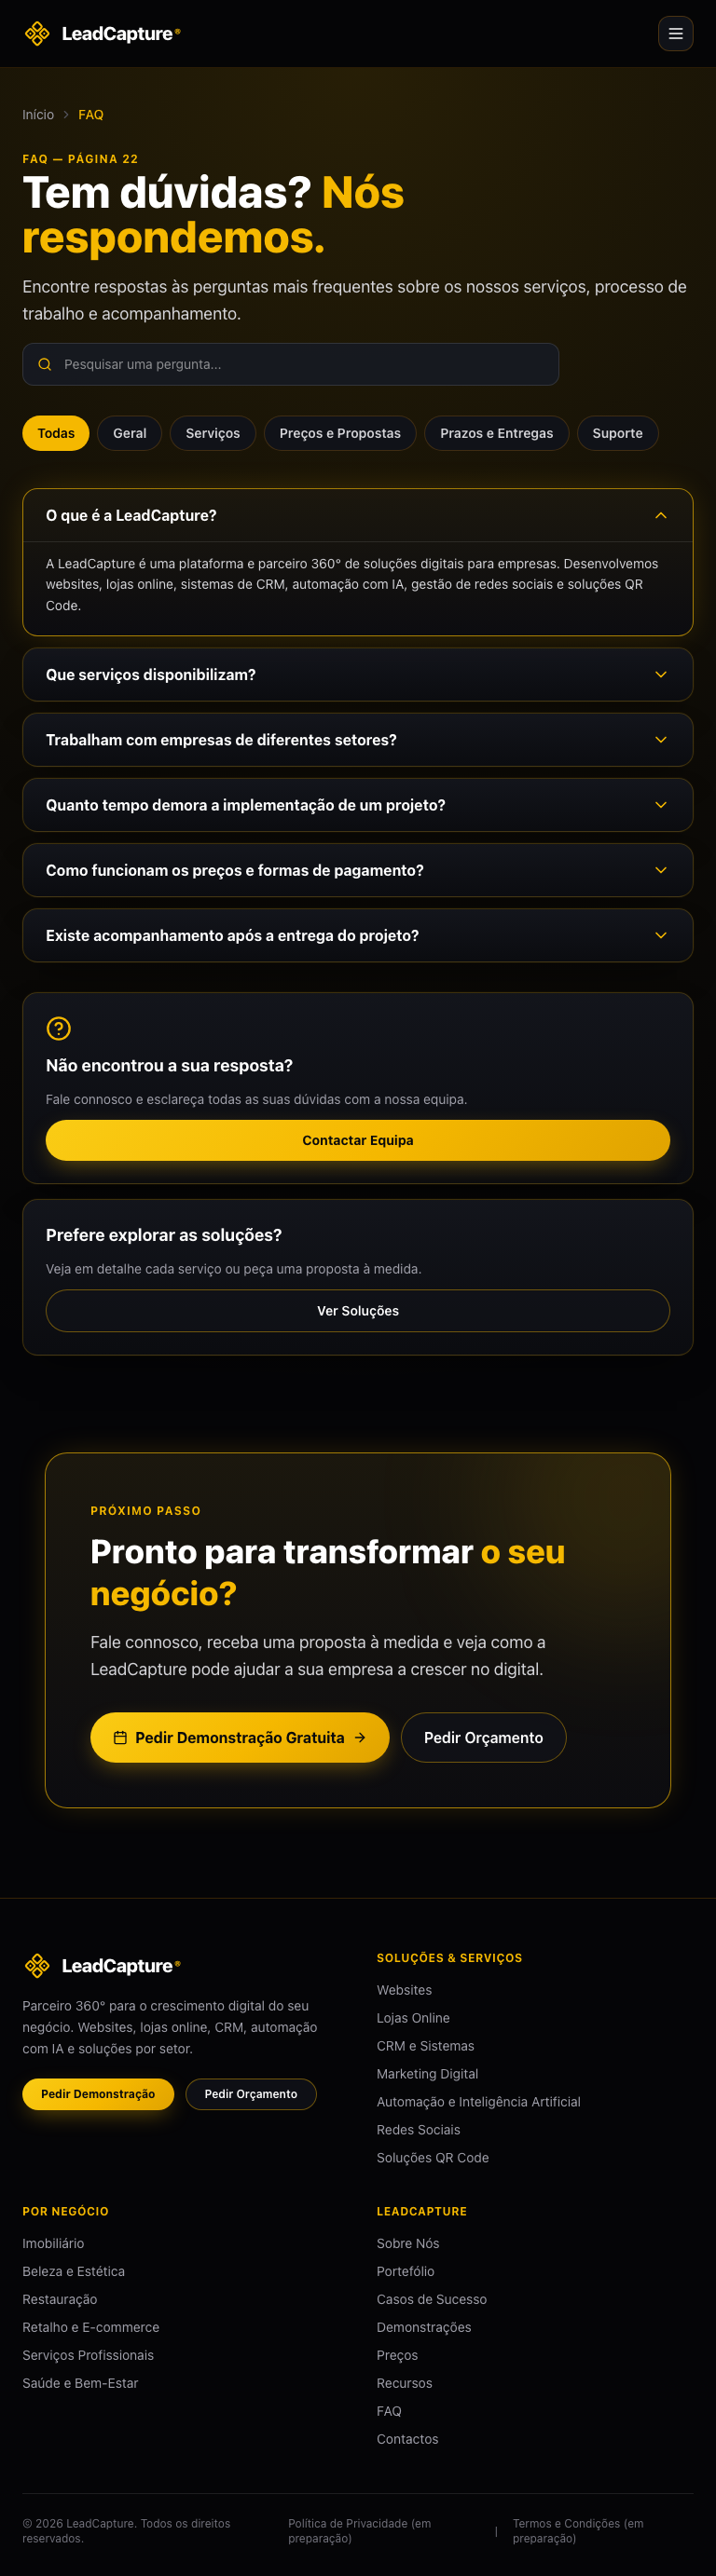 LeadCapture®
Início > FAQ
FAQ — PÁGINA 22
Tem dúvidas? Nós
respondemos.
Encontre respostas às perguntas mais frequentes sobre os nossos serviços, processo de
trabalho e acompanhamento.
Pesquisar uma pergunta...
Todas Geral Serviços Preços e Propostas Prazos e Entregas Suporte
O que é a LeadCapture?
A LeadCapture é uma plataforma e parceiro 360° de soluções digitais para empresas. Desenvolvemos
websites, lojas online, sistemas de CRM, automação com IA, gestão de redes sociais e soluções QR
Code.
Que serviços disponibilizam?
Trabalham com empresas de diferentes setores?
Quanto tempo demora a implementação de um projeto?
Como funcionam os preços e formas de pagamento?
Existe acompanhamento após a entrega do projeto?
Não encontrou a sua resposta?
Fale connosco e esclareça todas as suas dúvidas com a nossa equipa.
Contactar Equipa
Prefere explorar as soluções?
Veja em detalhe cada serviço ou peça uma proposta à medida.
Ver Soluções
PRÓXIMO PASSO
Pronto para transformar o seu
negócio?
Fale connosco, receba uma proposta à medida e veja como a
LeadCapture pode ajudar a sua empresa a crescer no digital.
Pedir Demonstração Gratuita → Pedir Orçamento
LeadCapture®
Parceiro 360° para o crescimento digital do seu
negócio. Websites, lojas online, CRM, automação
com IA e soluções por setor.
Pedir Demonstração Pedir Orçamento
SOLUÇÕES & SERVIÇOS
Websites
Lojas Online
CRM e Sistemas
Marketing Digital
Automação e Inteligência Artificial
Redes Sociais
Soluções QR Code
POR NEGÓCIO
Imobiliário
Beleza e Estética
Restauração
Retalho e E-commerce
Serviços Profissionais
Saúde e Bem-Estar
LEADCAPTURE
Sobre Nós
Portefólio
Casos de Sucesso
Demonstrações
Preços
Recursos
FAQ
Contactos
© 2026 LeadCapture. Todos os direitos
reservados.
Política de Privacidade (em
preparação)
|
Termos e Condições (em
preparação)